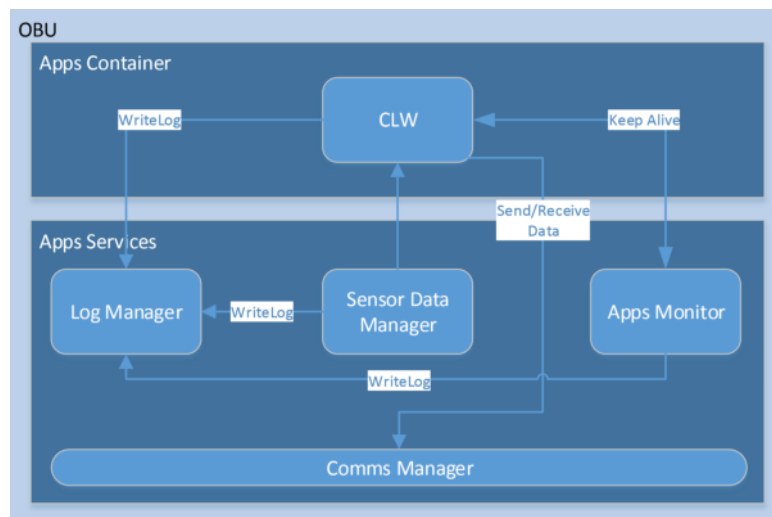 OBU
Apps Container
WriteLog
CLW
Keep Alive
Send/Receive
Data
Apps Services
Log Manager
WriteLog
Sensor Data
Manager
Apps Monitor
WriteLog
Comms Manager